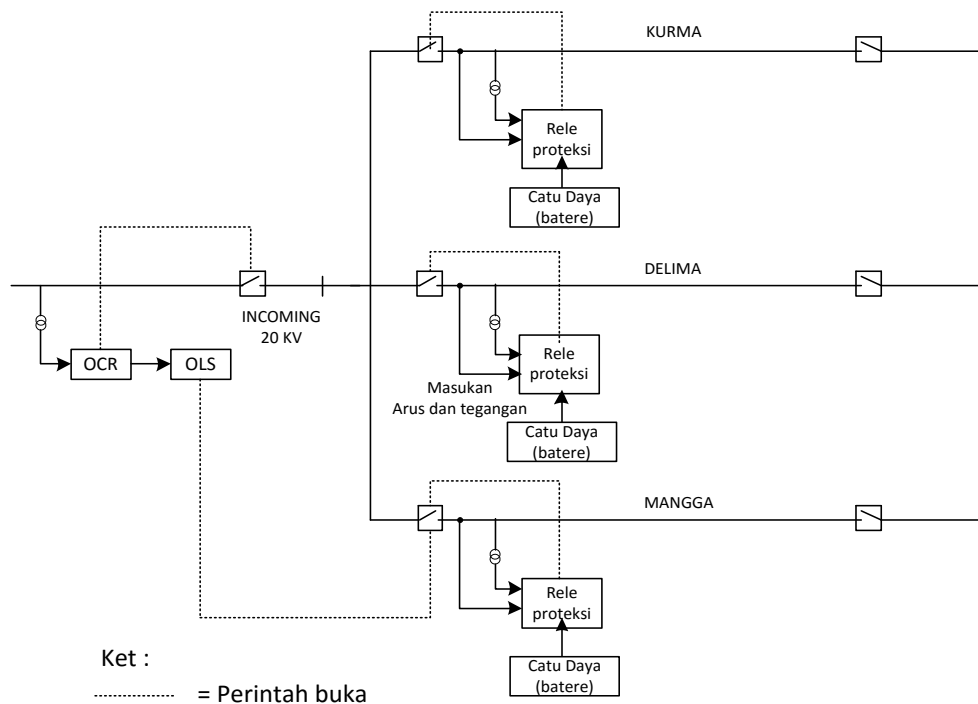 KURMA
Rele
proteksi
Catu Daya
(batere)
DELIMA
INCOMING
20 KV
OCR
OLS
Rele
proteksi
Masukan
Arus dan tegangan
Catu Daya
(batere)
MANGGA
Rele
proteksi
Catu Daya
(batere)
Ket :
= Perintah buka